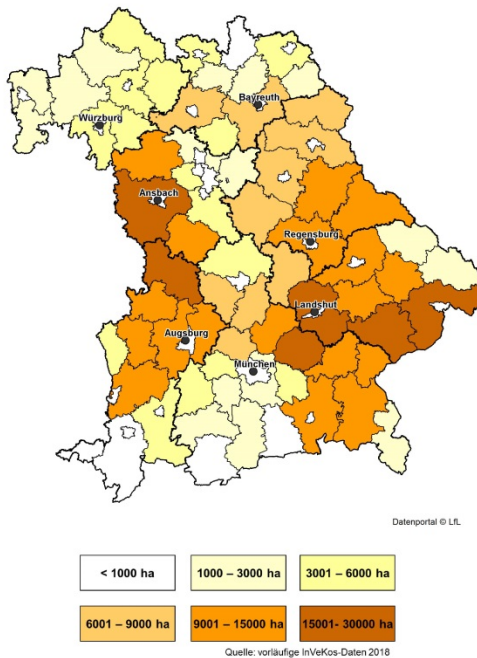 Bayreuth
Würzburg
Ansbach
Regensburg
Landshut
Augsburg
München
Datenportal © LfL
< 1000 ha
1000 – 3000 ha
3001 – 6000 ha
6001 – 9000 ha
9001 – 15000 ha
15001- 30000 ha
Quelle: vorläufige InVeKos-Daten 2018